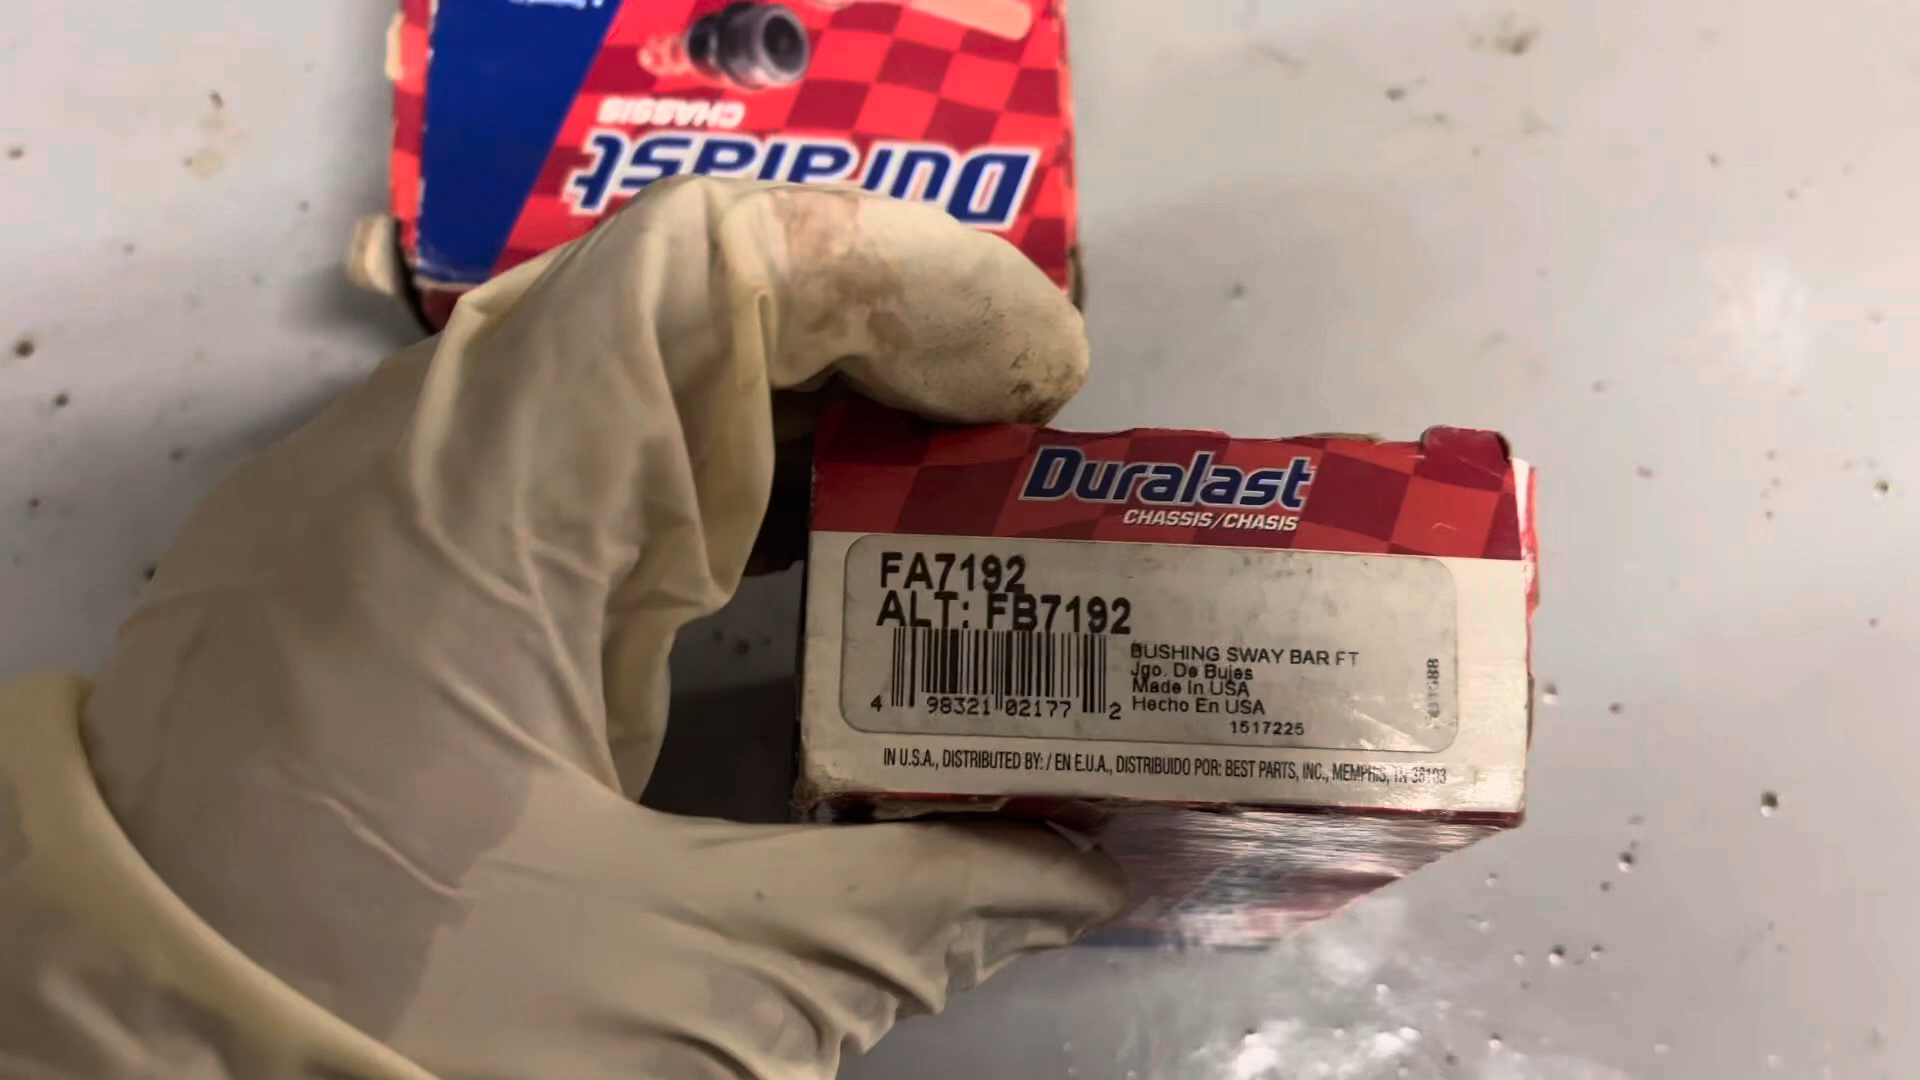 CHASSIS
Duralast
Duralast
CHASSIS/CHASIS
FA7192
ALT: FB7192
BUSHING SWAY BAR FT
Jgo. De Bujes
Made In USA
Hecho En USA
4 98321 02177 2
1517225
IN U.S.A., DISTRIBUTED BY: / EN E.U.A., DISTRIBUIDO POR: BEST PARTS, INC., MEMPHIS, TN 38103